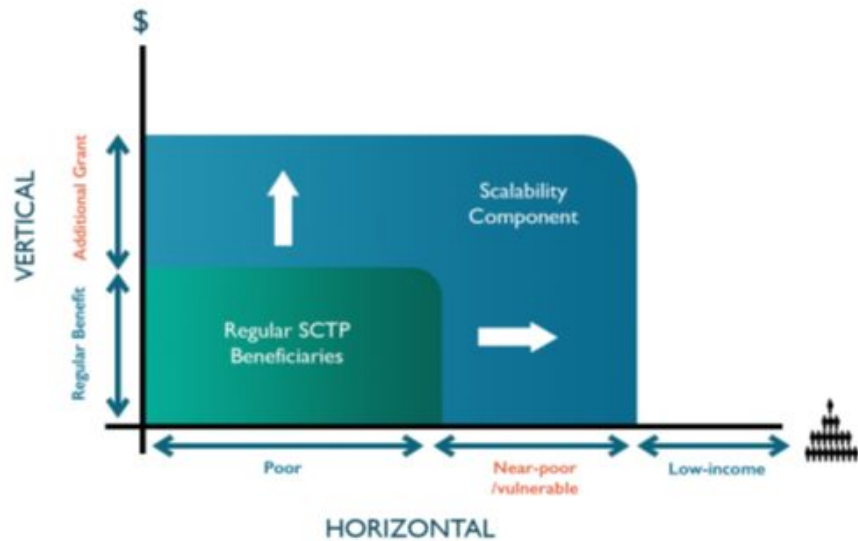 $
VERTICAL
Additional Grant
Regular Benefit
Scalability
Component
Regular SCTP
Beneficiaries
Poor
Near-poor
/vulnerable
Low-income
HORIZONTAL